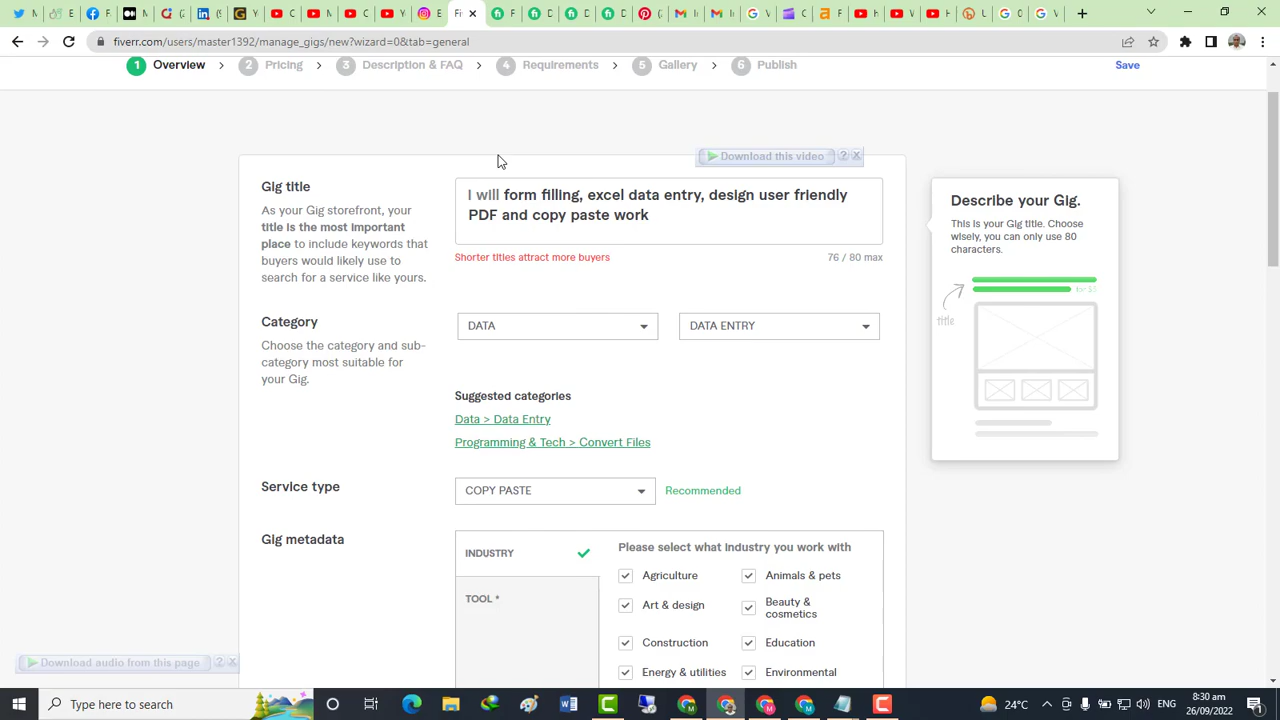 fiverr.com/users/master1392/manage_gigs/new?wizard=0&tab=general
1 Overview > 2 Pricing > 3 Description & FAQ > 4 Requirements > 5 Gallery > 6 Publish
Save
Download this video ? X
Gig title
As your Gig storefront, your
title is the most important
place to include keywords that
buyers would likely use to
search for a service like yours.
I will form filling, excel data entry, design user friendly
PDF and copy paste work
Shorter titles attract more buyers
76 / 80 max
Describe your Gig.
This is your Gig title. Choose
wisely, you can only use 80
characters.
title
for $5
Category
Choose the category and sub-
category most suitable for
your Gig.
DATA
DATA ENTRY
Suggested categories
Data > Data Entry
Programming & Tech > Convert Files
Service type
COPY PASTE
Recommended
Gig metadata
INDUSTRY
TOOL *
Please select what industry you work with
Agriculture
Animals & pets
Art & design
Beauty &
cosmetics
Construction
Education
Energy & utilities
Environmental
Download audio from this page ? X
Type here to search
24°C
ENG
8:30 am
26/09/2022